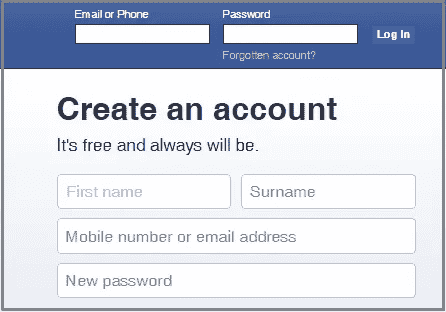 Email or Phone Password
Log In
Forgotten account?
Create an account
It's free and always will be.
First name Surname
Mobile number or email address
New password